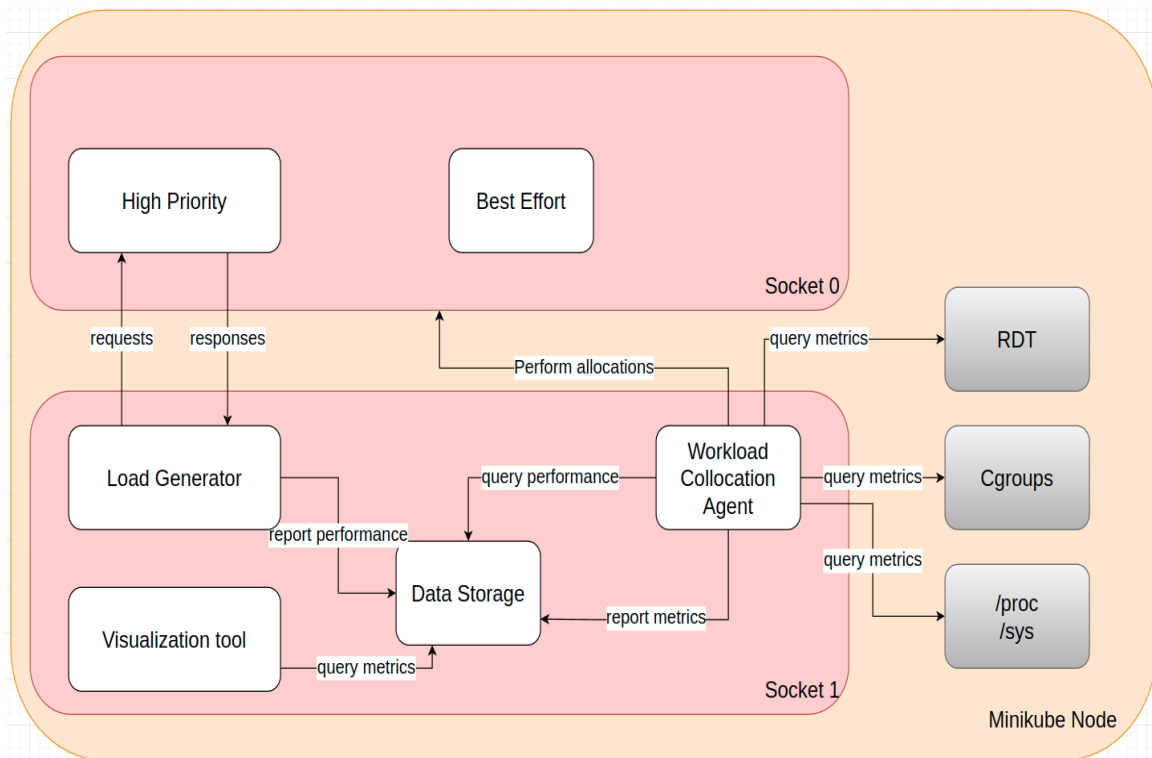 High Priority
Best Effort
Socket 0
requests
responses
Perform allocations
query metrics
RDT
Load Generator
query performance
Workload
Collocation
Agent
query metrics
Cgroups
report performance
query metrics
Data Storage
report metrics
/proc
/sys
Visualization tool
query metrics
Socket 1
Minikube Node